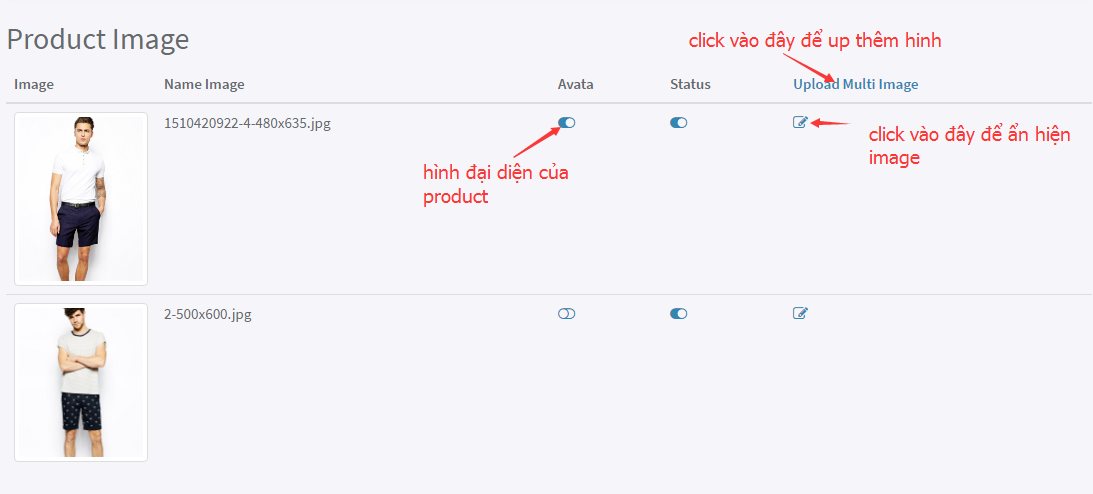 Product Image
click vào đây để up thêm hinh
Image Name Image Avata Status Upload Multi Image
1510420922-4-480x635.jpg
click vào đây để ẩn hiện
image
hình đại diện của
product
2-500x600.jpg